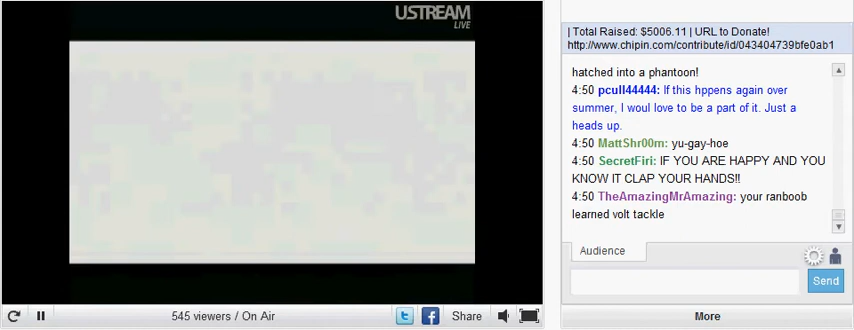 USTREAM
LIVE
| Total Raised: $5006.11 | URL to Donate!
http://www.chipin.com/contribute/id/043404739bfe0ab1
hatched into a phantoon!
4:50 pcull44444: If this hppens again over
summer, I woul love to be a part of it. Just a
heads up.
4:50 MattShr00m: yu-gay-hoe
4:50 SecretFiri: IF YOU ARE HAPPY AND YOU
KNOW IT CLAP YOUR HANDS!!
4:50 TheAmazingMrAmazing: your ranboob
learned volt tackle
Audience
Send
545 viewers / On Air
Share
More